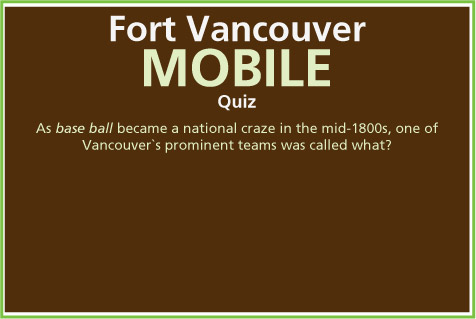 Fort Vancouver
MOBILE
Quiz
As base ball became a national craze in the mid-1800s, one of
Vancouver`s prominent teams was called what?